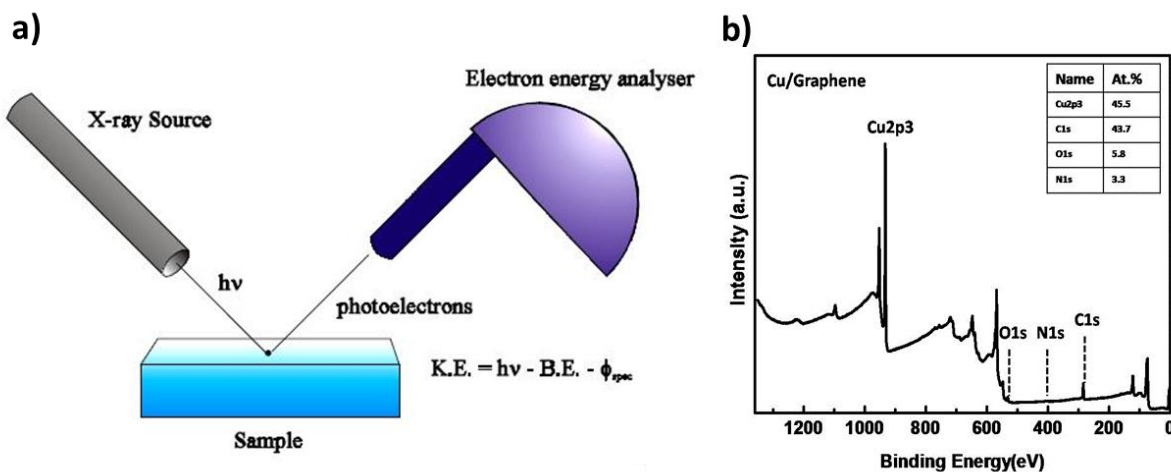 a)
X-ray Source
hν
Electron energy analyser
photoelectrons
K.E. = hν - B.E. - ϕspec
Sample
b)
Cu/Graphene
Name At.%
Cu2p3 45.5
C1s 43.7
O1s 5.8
N1s 3.3
Cu2p3
O1s N1s C1s
Intensity (a.u.)
1200 1000 800 600 400 200 0
Binding Energy(eV)